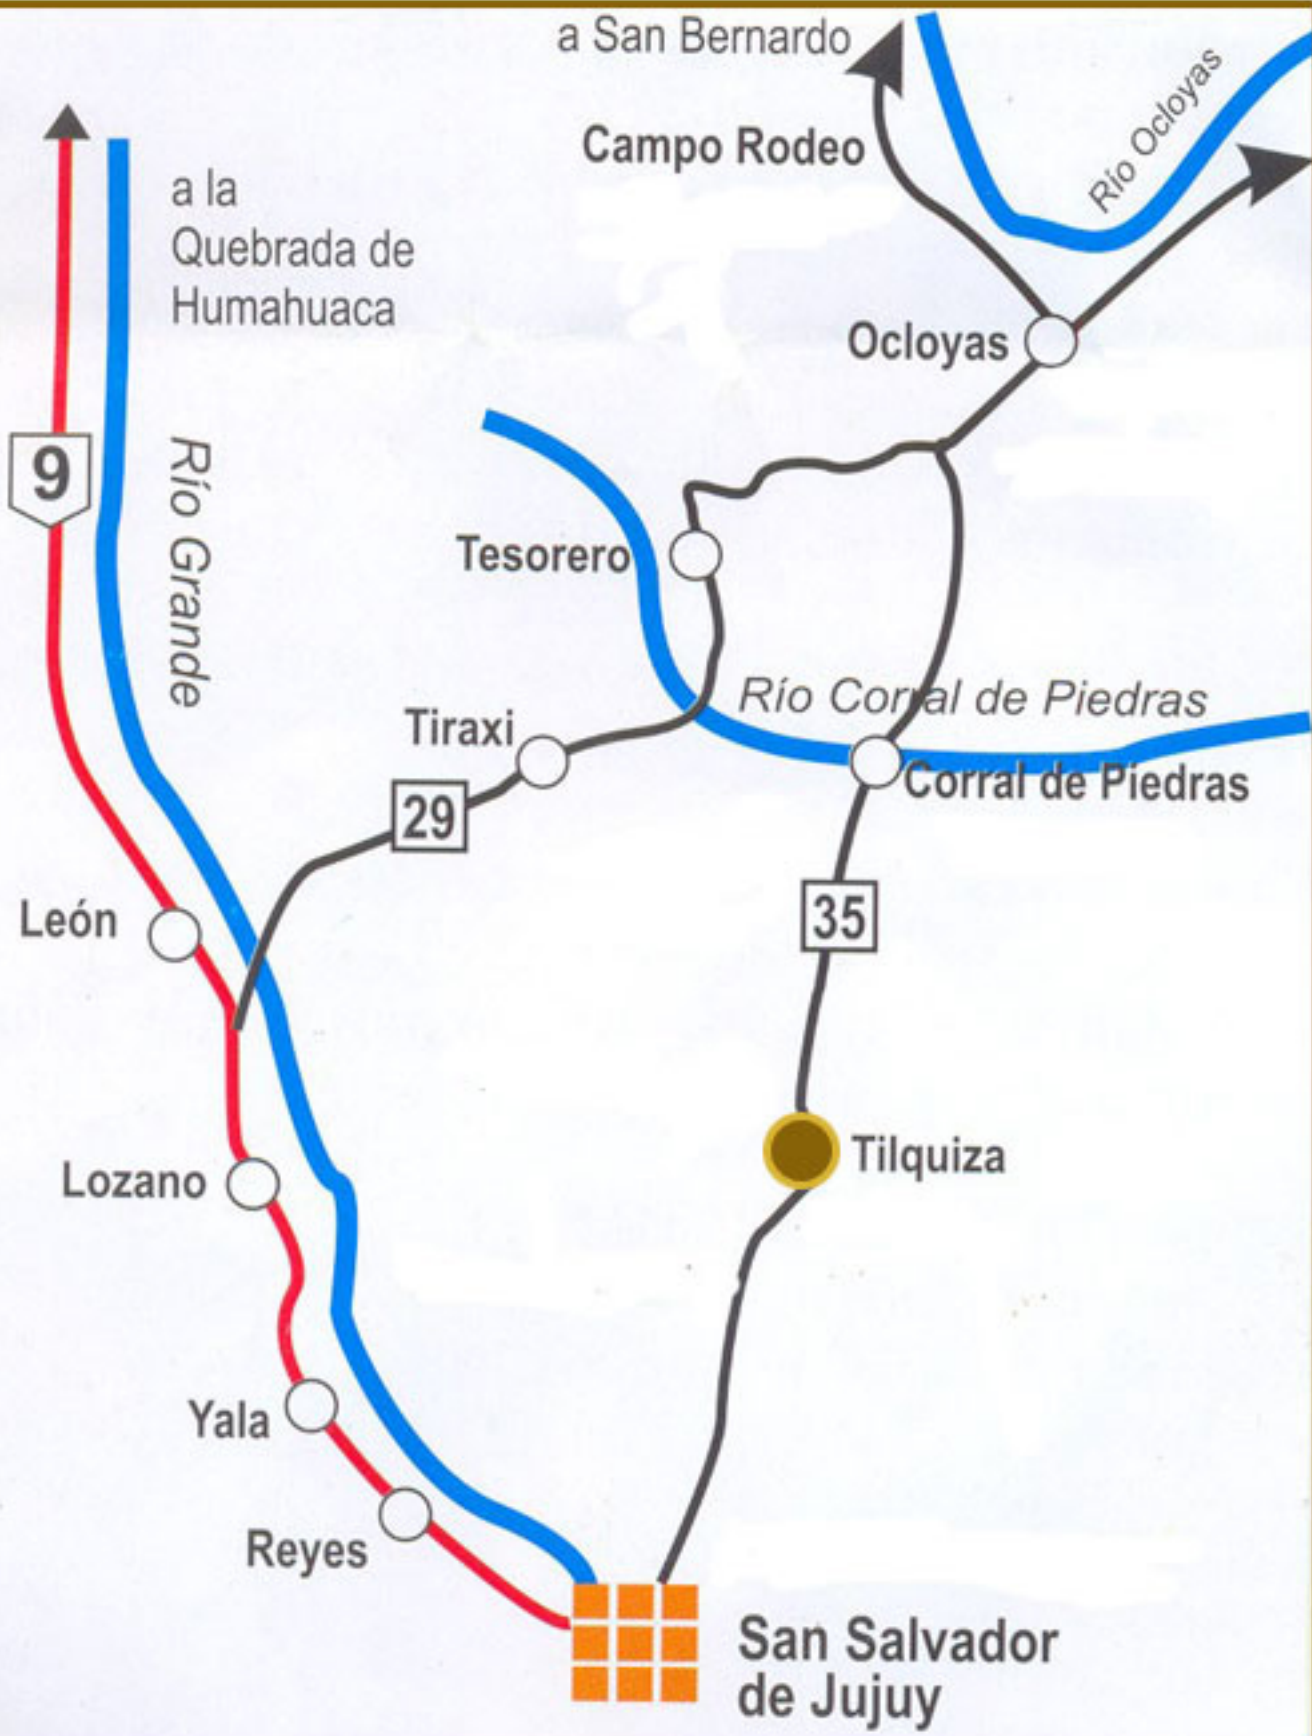 a San Bernardo
Campo Rodeo
Río Ocloyas
a la
Quebrada de
Humahuaca
Ocloyas
9
Río Grande
Tesorero
Río Corral de Piedras
Tiraxi
Corral de Piedras
29
35
León
Tilquiza
Lozano
Yala
Reyes
San Salvador
de Jujuy